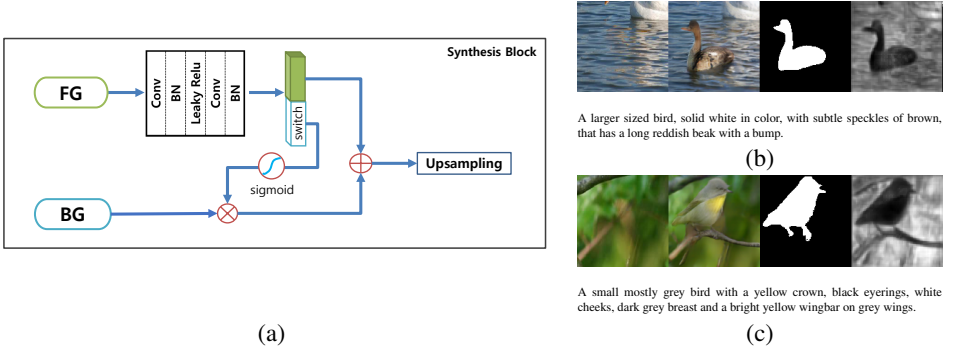 (a)
Synthesis Block
FG
Conv
BN
Leaky Relu
Conv
BN
switch
sigmoid
BG
Upsampling
(b)
A larger sized bird, solid white in color, with subtle speckles of brown,
that has a long reddish beak with a bump.
(c)
A small mostly grey bird with a yellow crown, black eyerings, white
cheeks, dark grey breast and a bright yellow wingbar on grey wings.